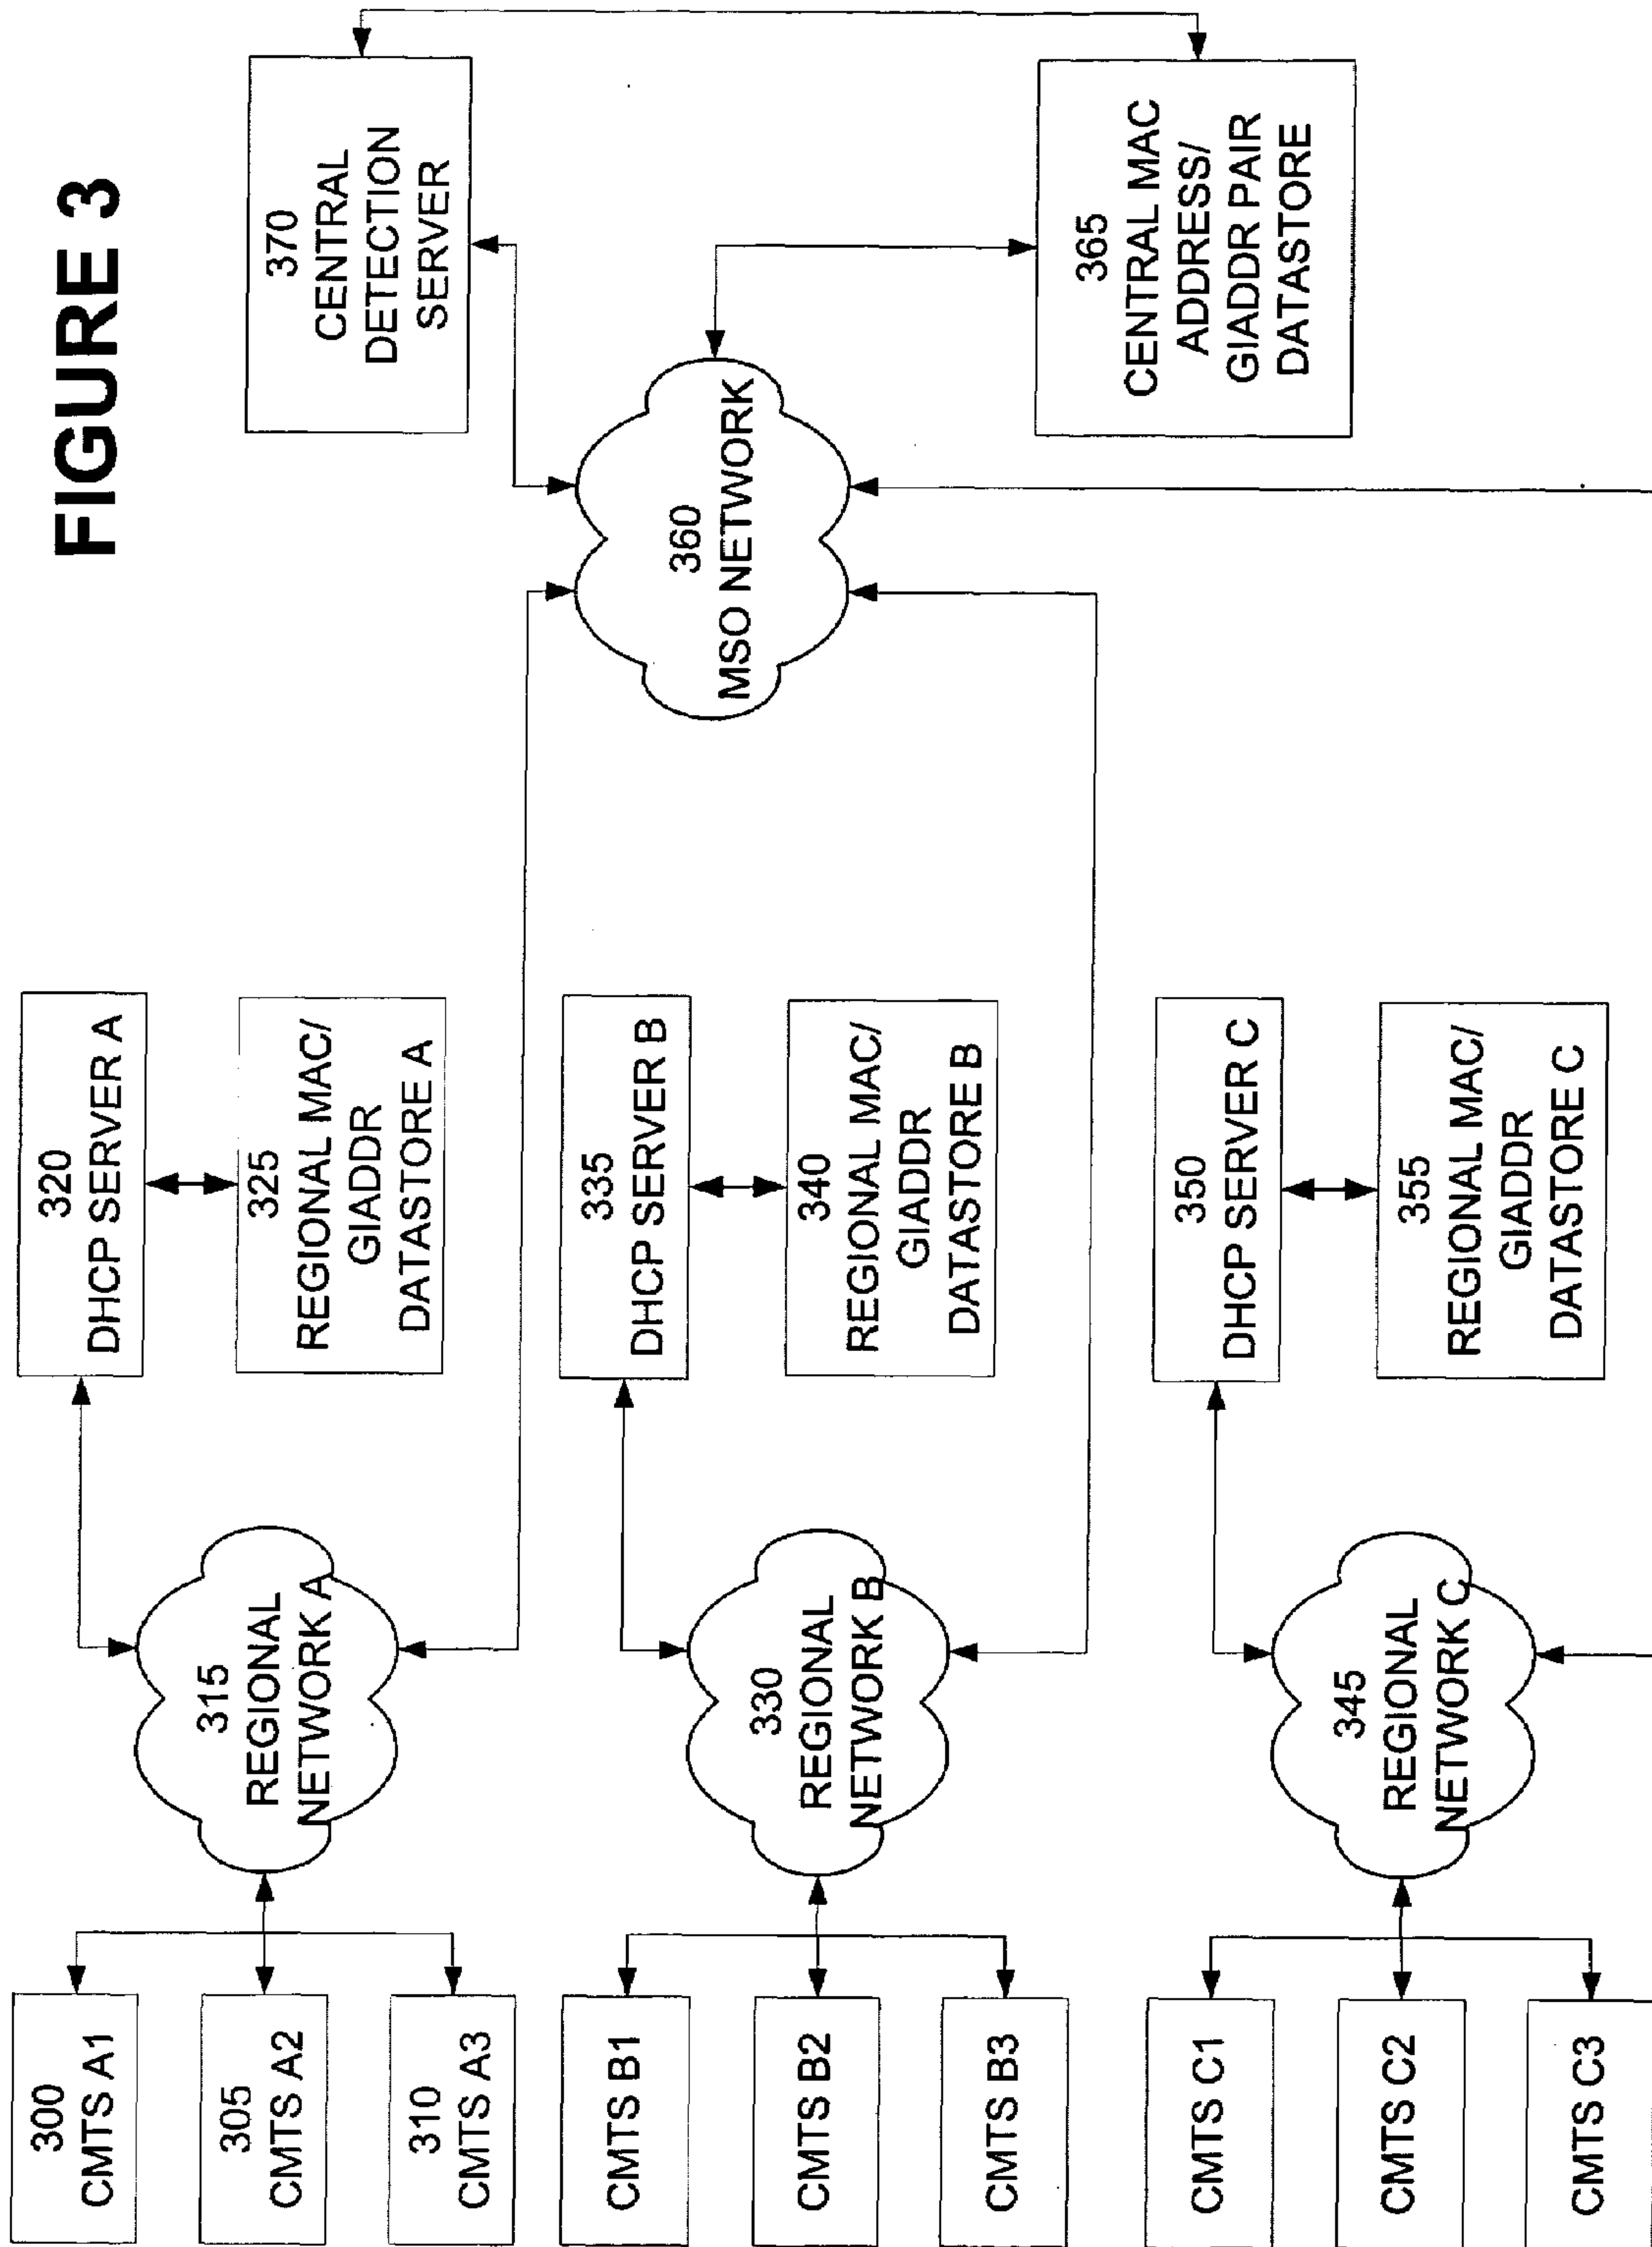 FIGURE 3
300
CMTS A1
305
CMTS A2
310
CMTS A3
315
REGIONAL
NETWORK A
320
DHCP SERVER A
325
REGIONAL MAC/
GIADDR
DATASTORE A
CMTS B1
CMTS B2
CMTS B3
330
REGIONAL
NETWORK B
335
DHCP SERVER B
340
REGIONAL MAC/
GIADDR
DATASTORE B
CMTS C1
CMTS C2
CMTS C3
345
REGIONAL
NETWORK C
350
DHCP SERVER C
355
REGIONAL MAC/
GIADDR
DATASTORE C
360
MSO NETWORK
370
CENTRAL
DETECTION
SERVER
365
CENTRAL MAC
ADDRESS/
GIADDR PAIR
DATASTORE